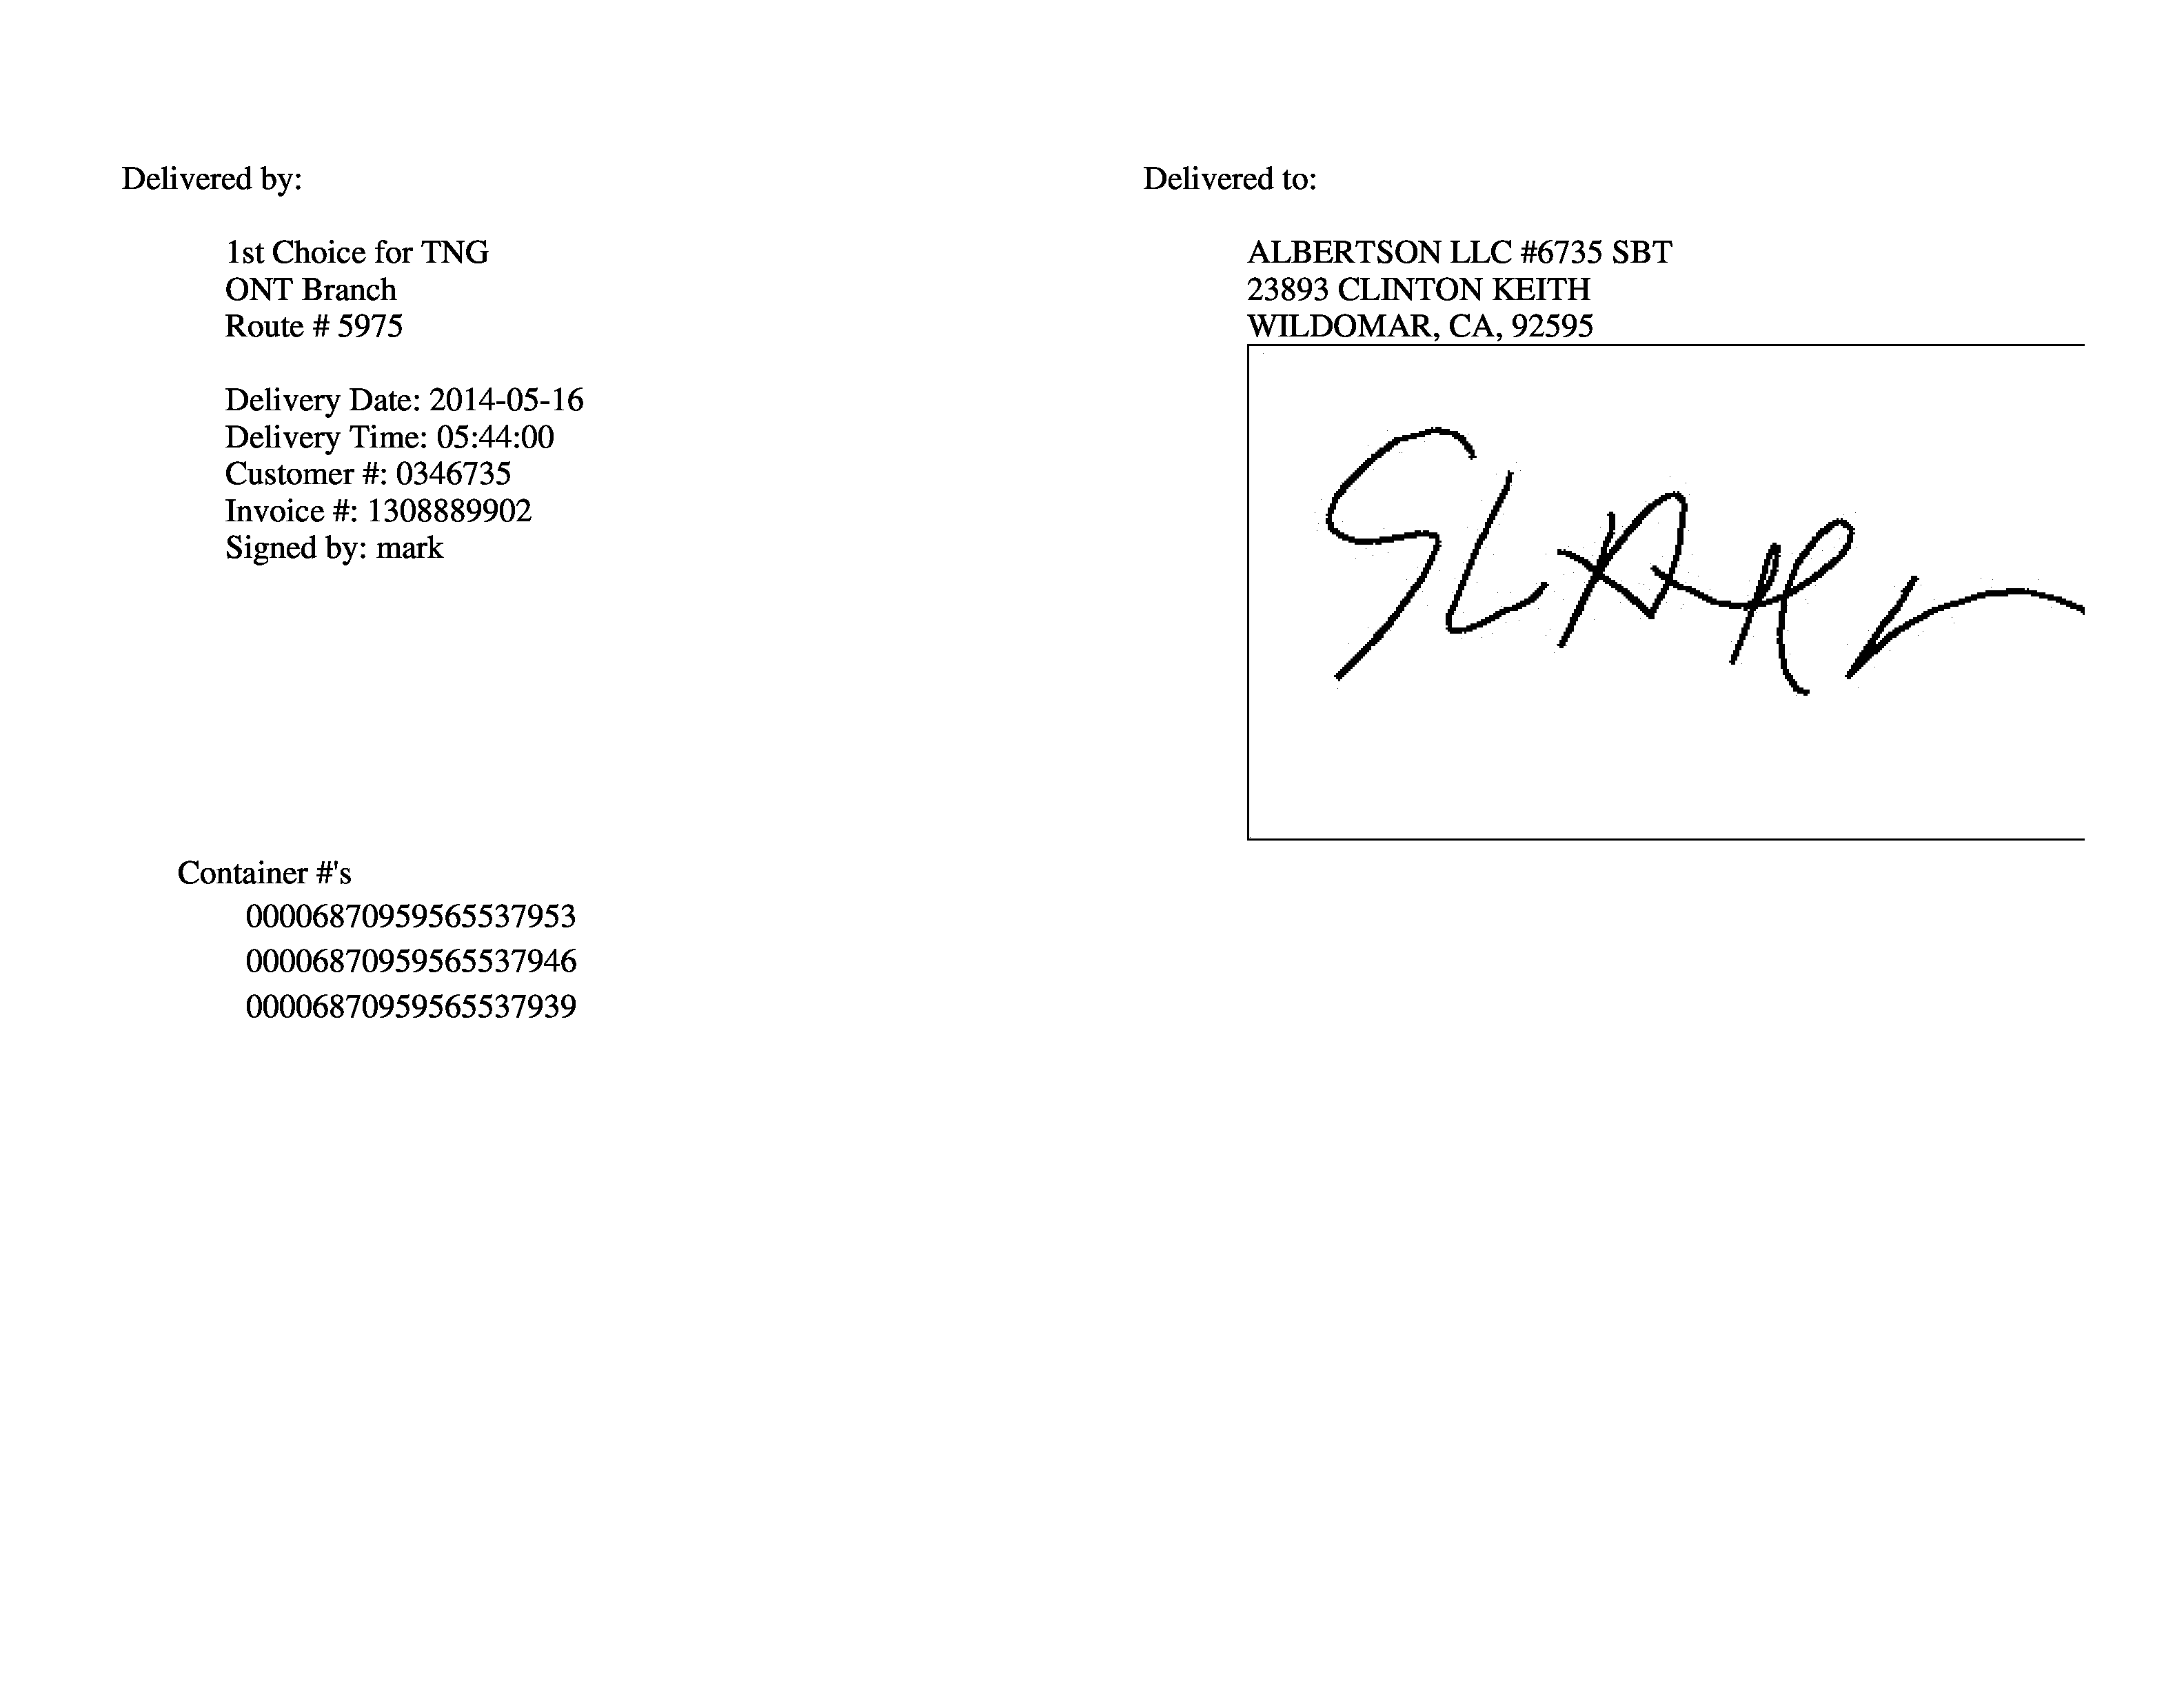 Delivered by:
1st Choice for TNG
ONT Branch
Route # 5975
Delivery Date: 2014-05-16
Delivery Time: 05:44:00
Customer #: 0346735
Invoice #: 1308889902
Signed by: mark
Delivered to:
ALBERTSON LLC #6735 SBT
23893 CLINTON KEITH
WILDOMAR, CA, 92595
Container #'s
00006870959565537953
00006870959565537946
00006870959565537939